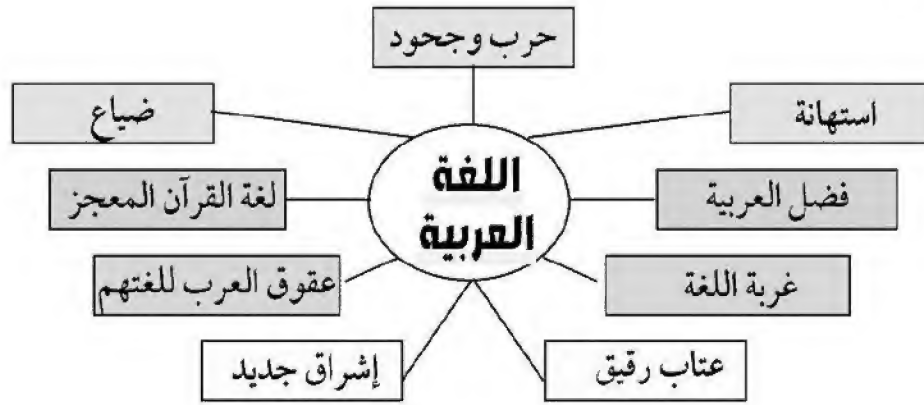 حرب وجحود
استهانة
ضياع
اللغة
العربية
فضل العربية
لغة القرآن المعجز
غربة اللغة
عقوق العرب للغتهم
عتاب رقيق
إشراق جديد